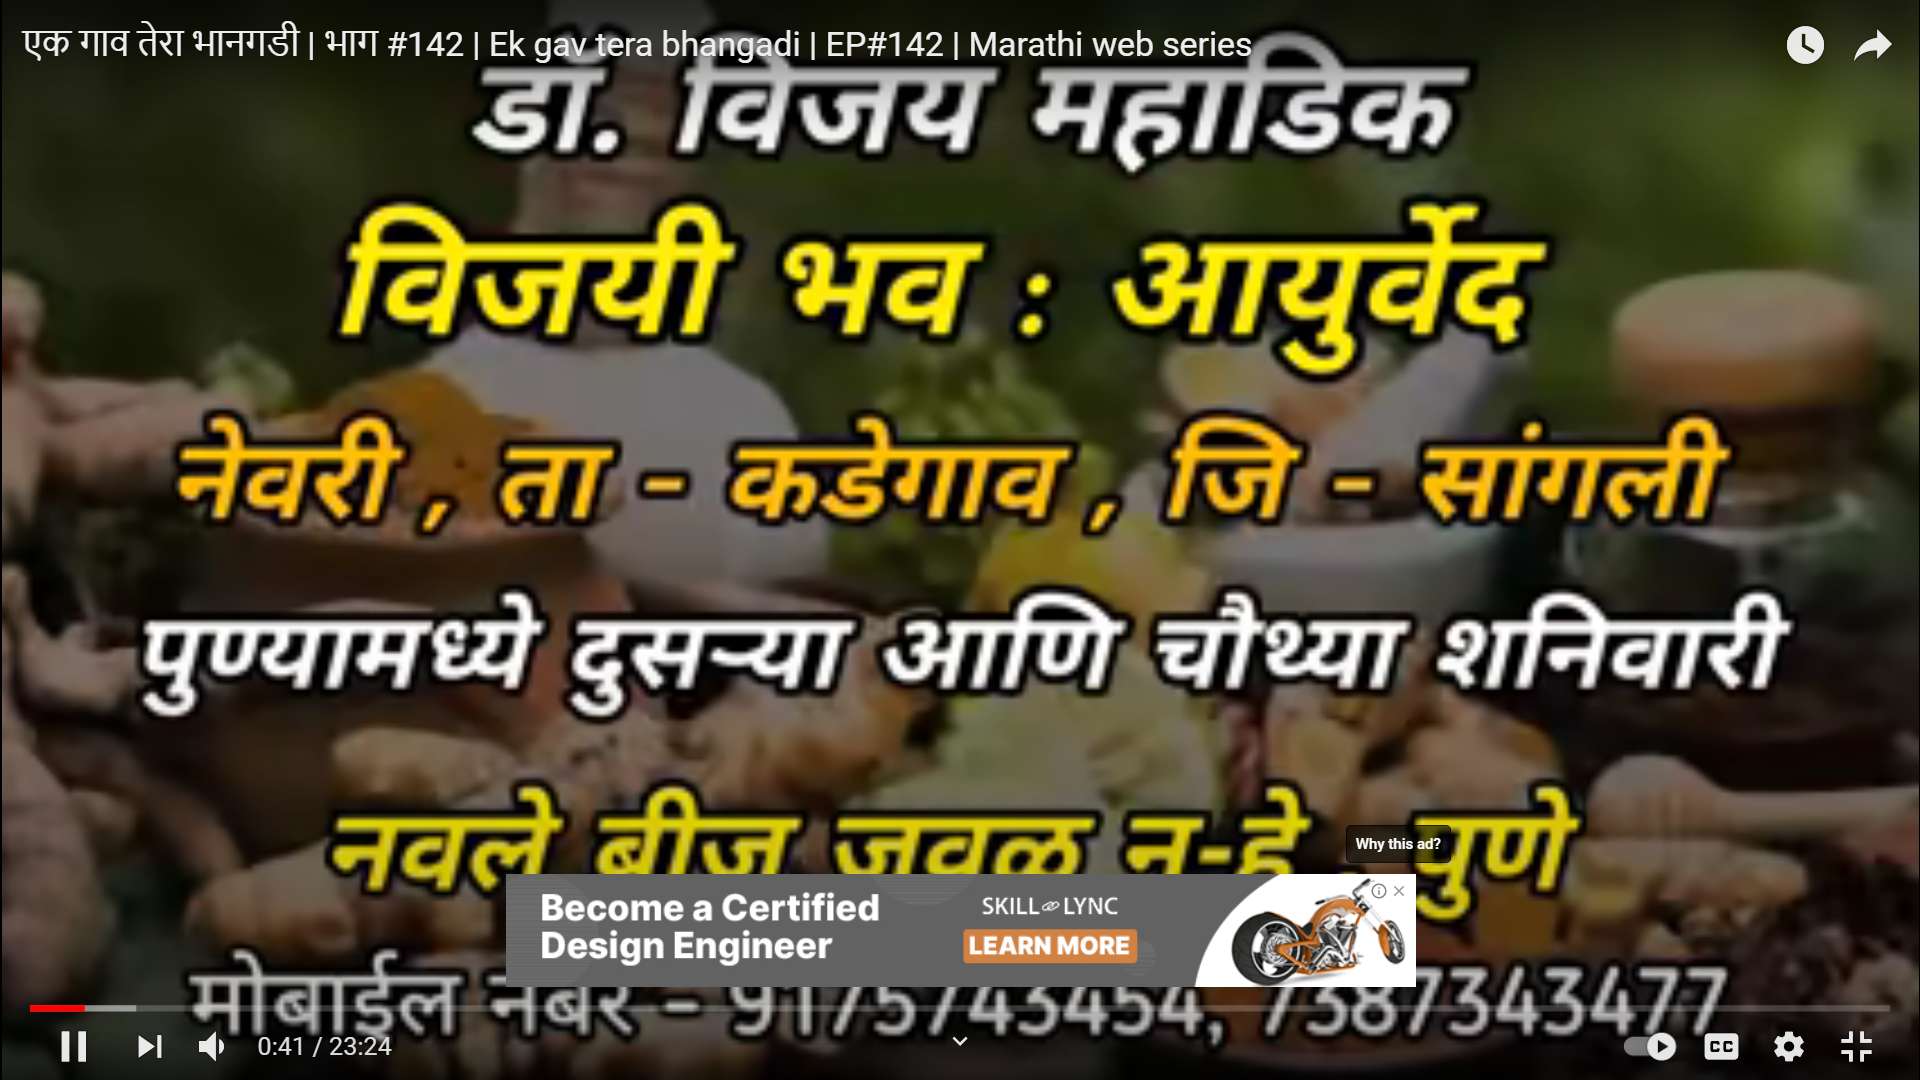 एक गाव तेरा भानगडी | भाग #142 | Ek gav tera bhangadi | EP#142 | Marathi web series
डॉ. विजय महाडिक
विजयी भव : आयुर्वेद
नेवरी , ता - कडेगाव , जि - सांगली
पुण्यामध्ये दुसऱ्या आणि चौथ्या शनिवारी
नवले बीज जवळ न-हे , पुणे
Why this ad?
Become a Certified
Design Engineer
SKILL LYNC
LEARN MORE
मोबाईल नंबर - 9175743454, 7387343477
0:41 / 23:24
CC